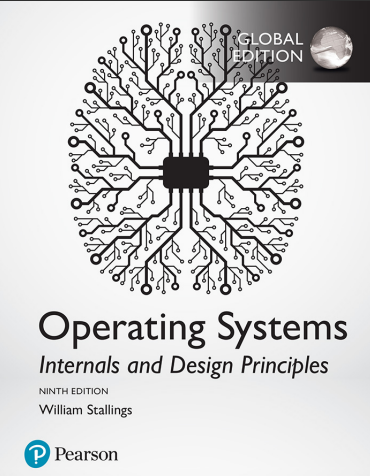 GLOBAL
EDITION
Operating Systems
Internals and Design Principles
NINTH EDITION
William Stallings
Pearson